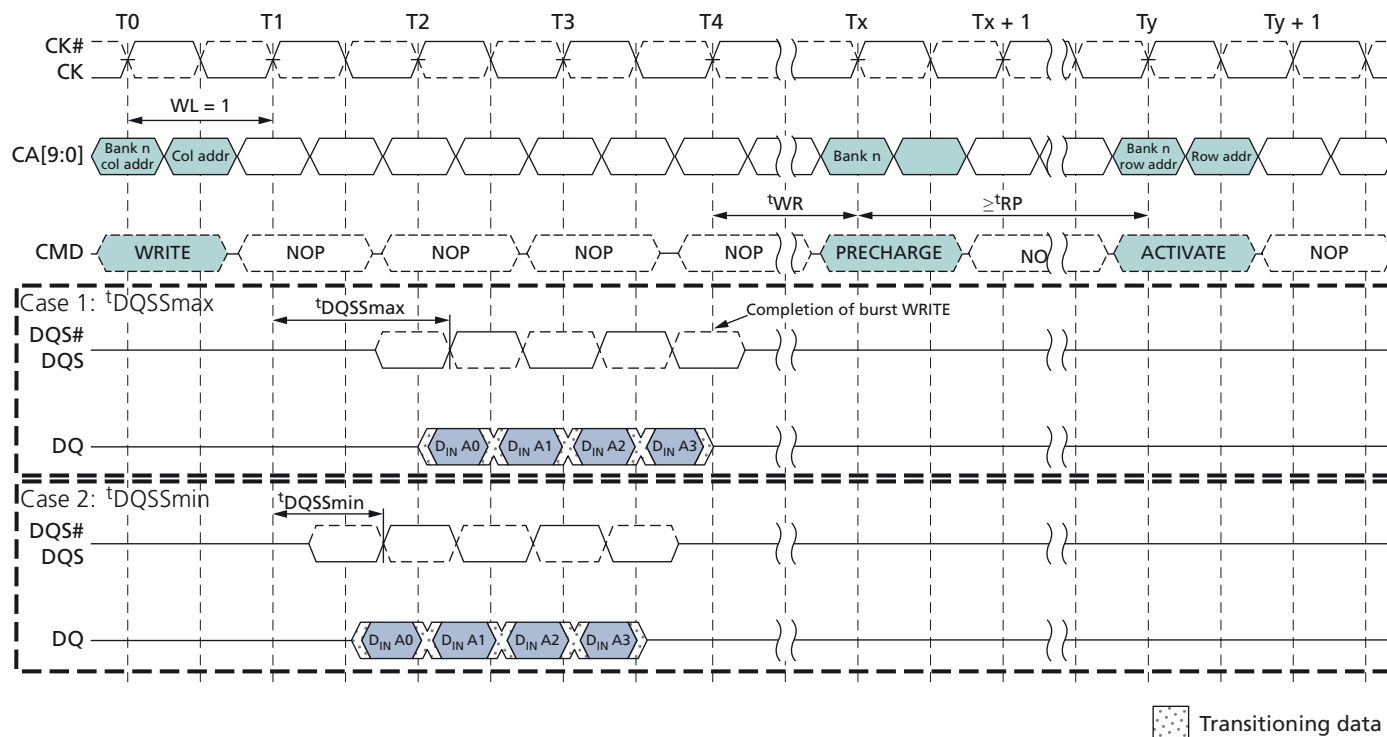 T0 T1 T2 T3 T4 Tx Tx + 1 Ty Ty + 1
CK#
CK
WL = 1
CA[9:0]
Bank n
col addr
Col addr
Bank n
Bank n
row addr
Row addr
tWR
≥tRP
CMD
WRITE NOP NOP NOP NOP PRECHARGE NO ACTIVATE NOP
Case 1: tDQSSmax
tDQSSmax
Completion of burst WRITE
DQS#
DQS
DQ
DIN A0 DIN A1 DIN A2 DIN A3
Case 2: tDQSSmin
tDQSSmin
DQS#
DQS
DQ
DIN A0 DIN A1 DIN A2 DIN A3
Transitioning data